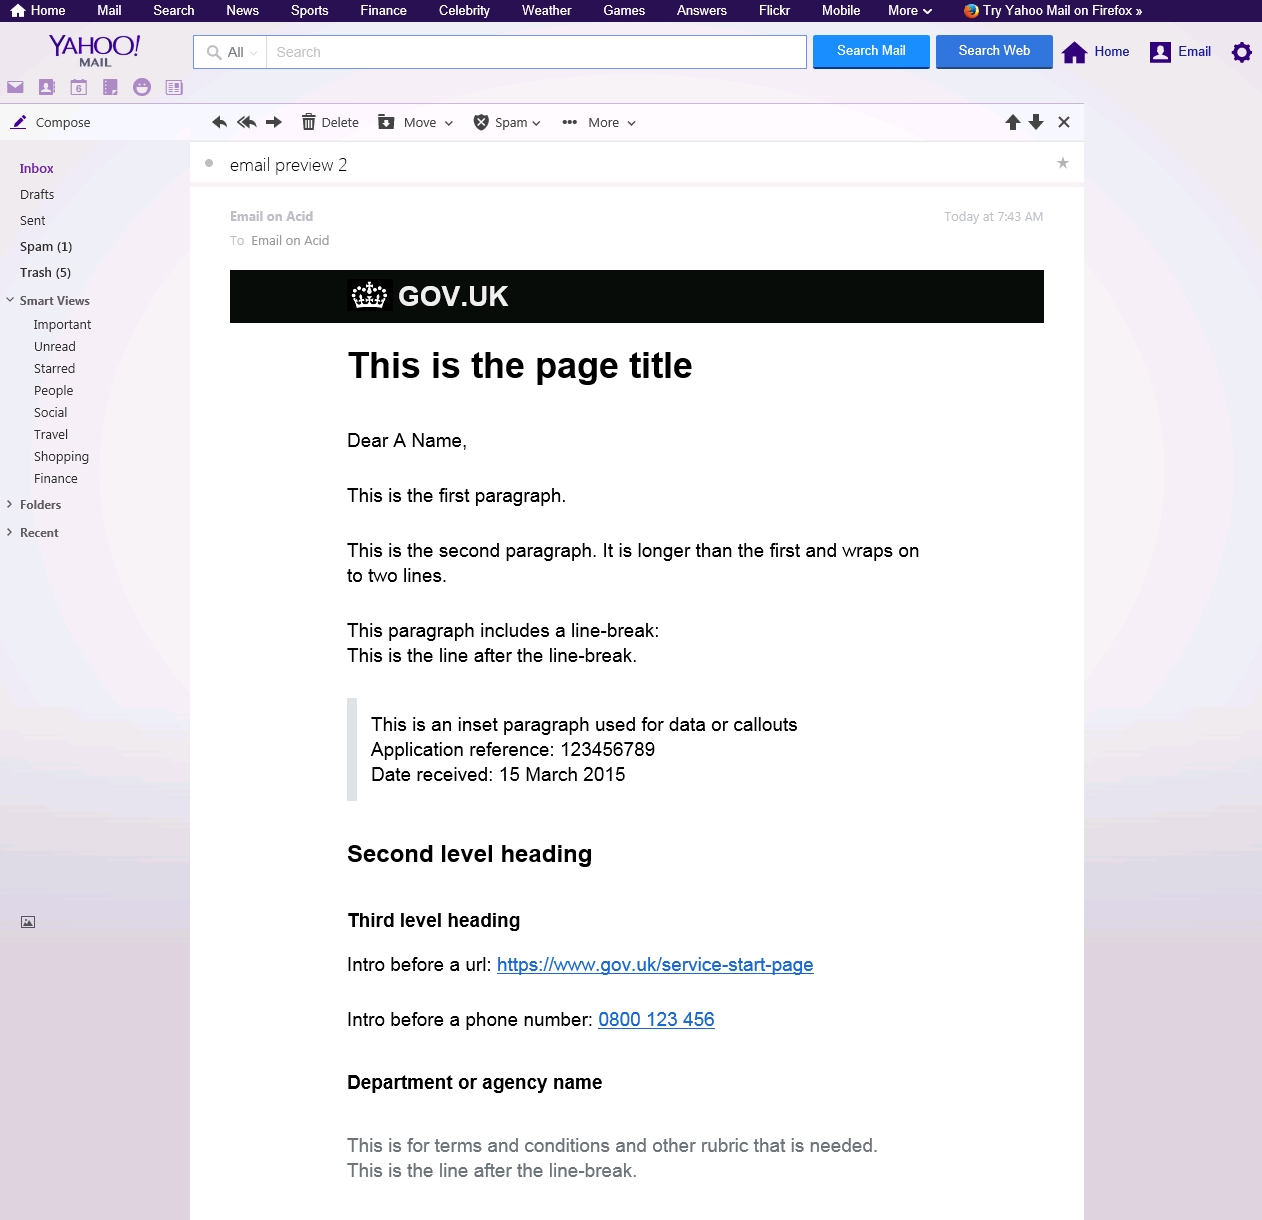 Home Mail Search News Sports Finance Celebrity Weather Games Answers Flickr Mobile More Try Yahoo Mail on Firefox »
YAHOO!
MAIL
All Search Search Mail Search Web Home Email
6
Compose Delete Move Spam More
Inbox
Drafts
Sent
Spam (1)
Trash (5)
Smart Views
Important
Unread
Starred
People
Social
Travel
Shopping
Finance
Folders
Recent
email preview 2
Email on Acid Today at 7:43 AM
To Email on Acid
GOV.UK
This is the page title
Dear A Name,
This is the first paragraph.
This is the second paragraph. It is longer than the first and wraps on
to two lines.
This paragraph includes a line-break:
This is the line after the line-break.
This is an inset paragraph used for data or callouts
Application reference: 123456789
Date received: 15 March 2015
Second level heading
Third level heading
Intro before a url: https://www.gov.uk/service-start-page
Intro before a phone number: 0800 123 456
Department or agency name
This is for terms and conditions and other rubric that is needed.
This is the line after the line-break.